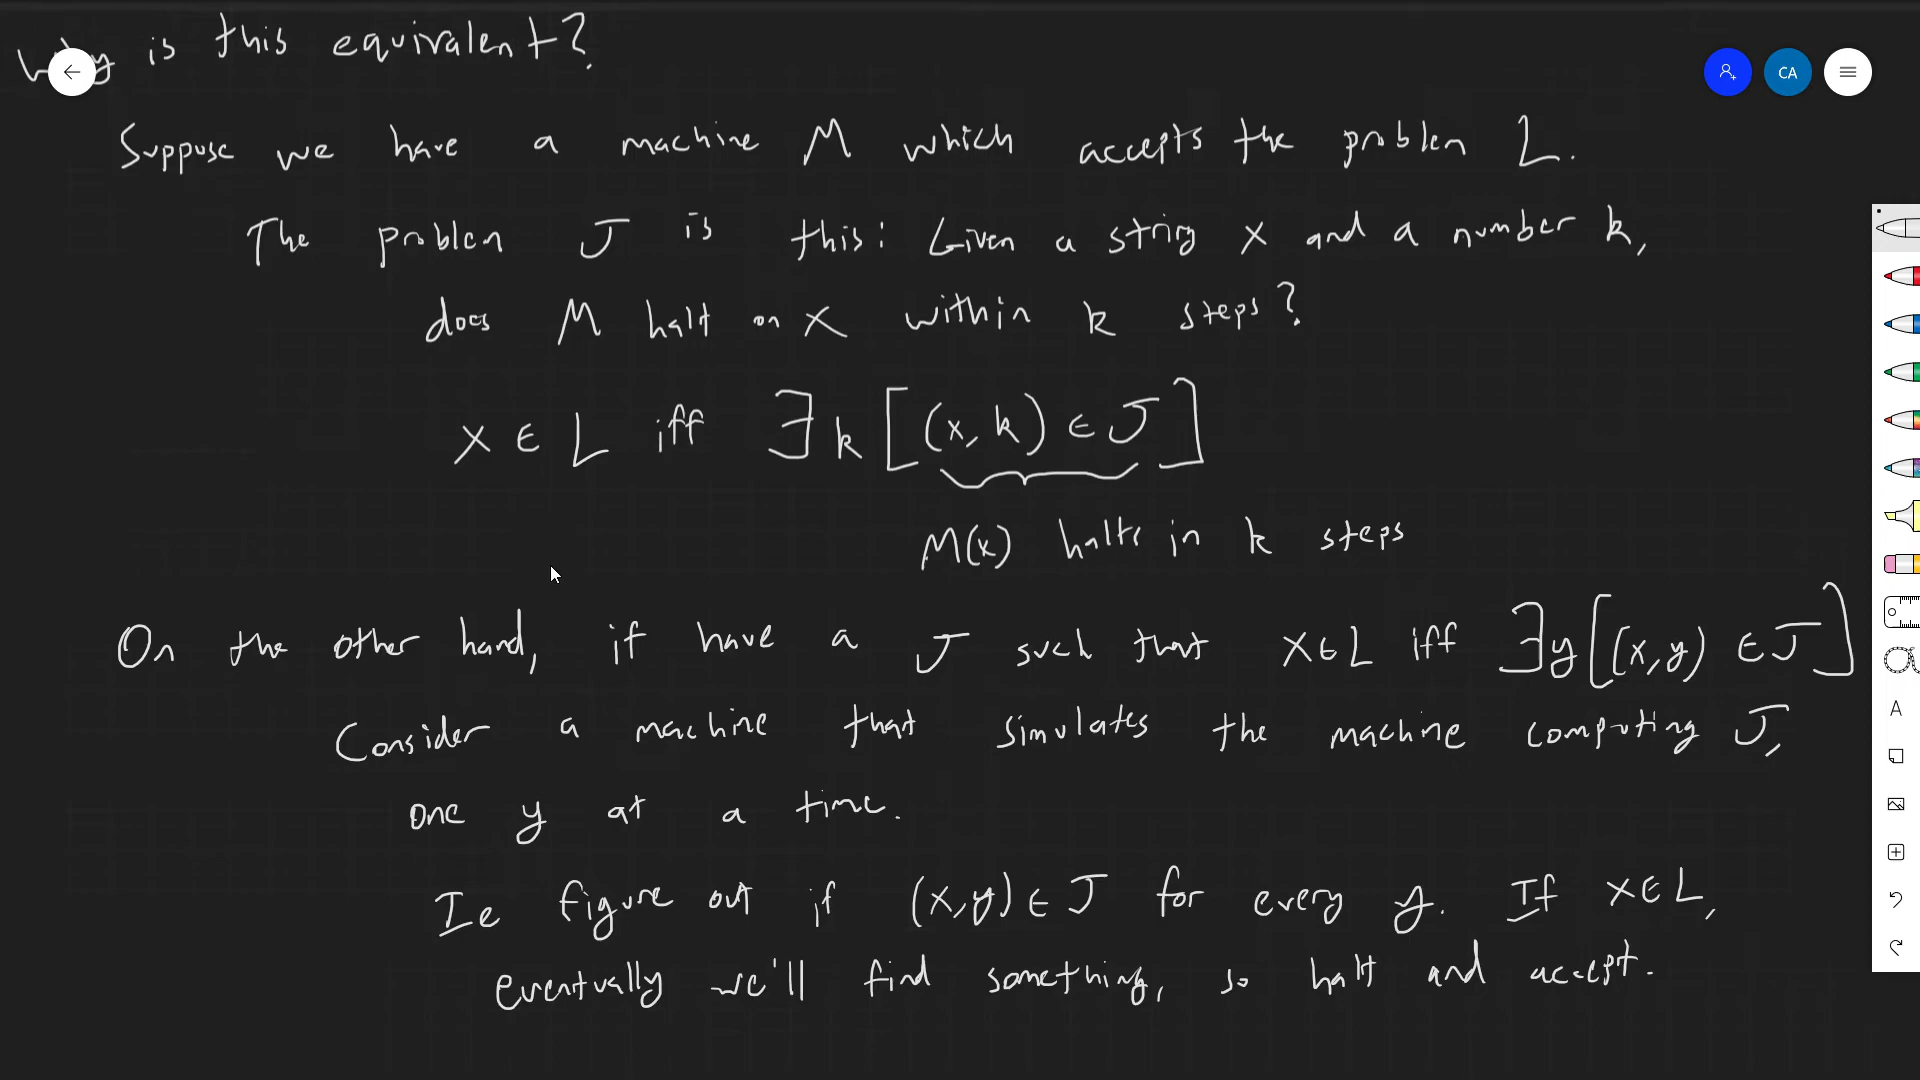 Why is this equivalent?
CA
Suppose we have a machine M which accepts the problem L.
The problem J is this: Given a string x and a number k,
does M halt on x within k steps?
x ∈ L iff ∃k[(x, k) ∈ J]
M(x) halts in k steps
On the other hand, if have a J such that x∈L iff ∃y[(x,y) ∈ J]
Consider a machine that simulates the machine computing J,
one y at a time.
Ie figure out if (x,y) ∈ J for every y. If x∈L,
eventually we'll find something, so halt and accept.
A